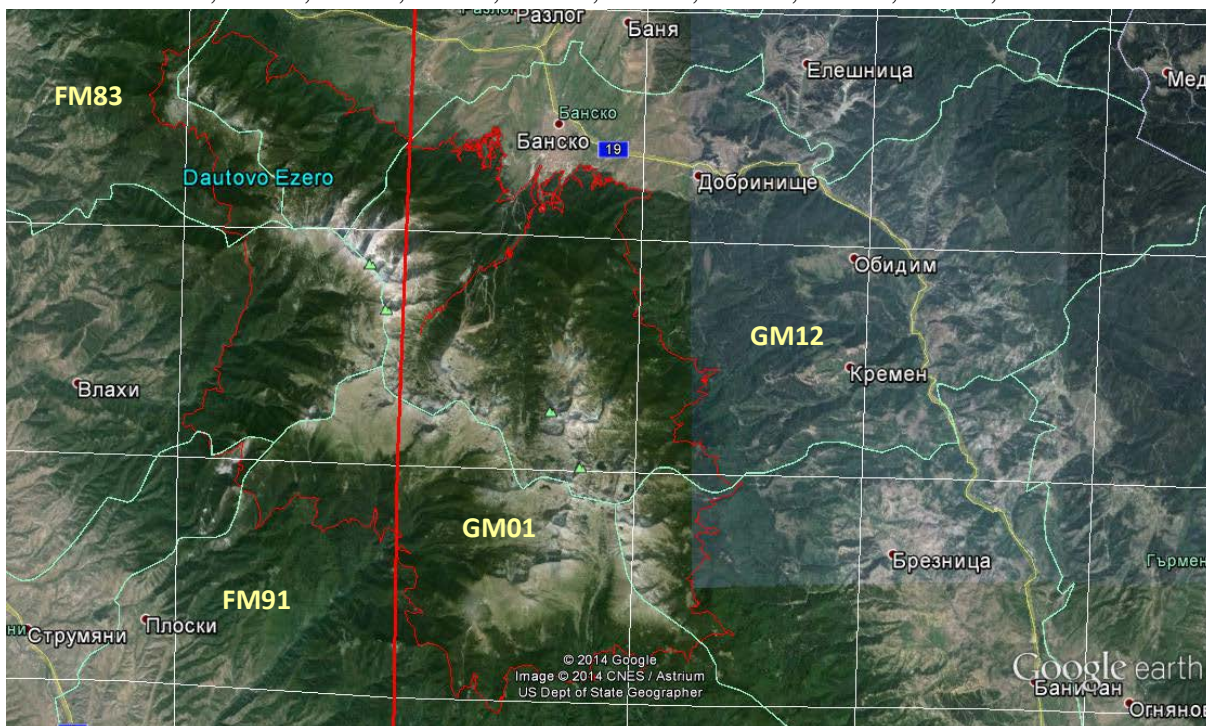 Разлог
Баня
Елешница
Мед
FM83
Банско
Банско
19
Dautovo Ezero
Добринище
Обидим
GM12
Влахи
Кремен
GM01
Брезница
Гърмен
FM91
Плоски
ни
Струмяни
© 2014 Google
Image © 2014 CNES / Astrium
US Dept of State Geographer
Google earth
Баничан
Огнянов